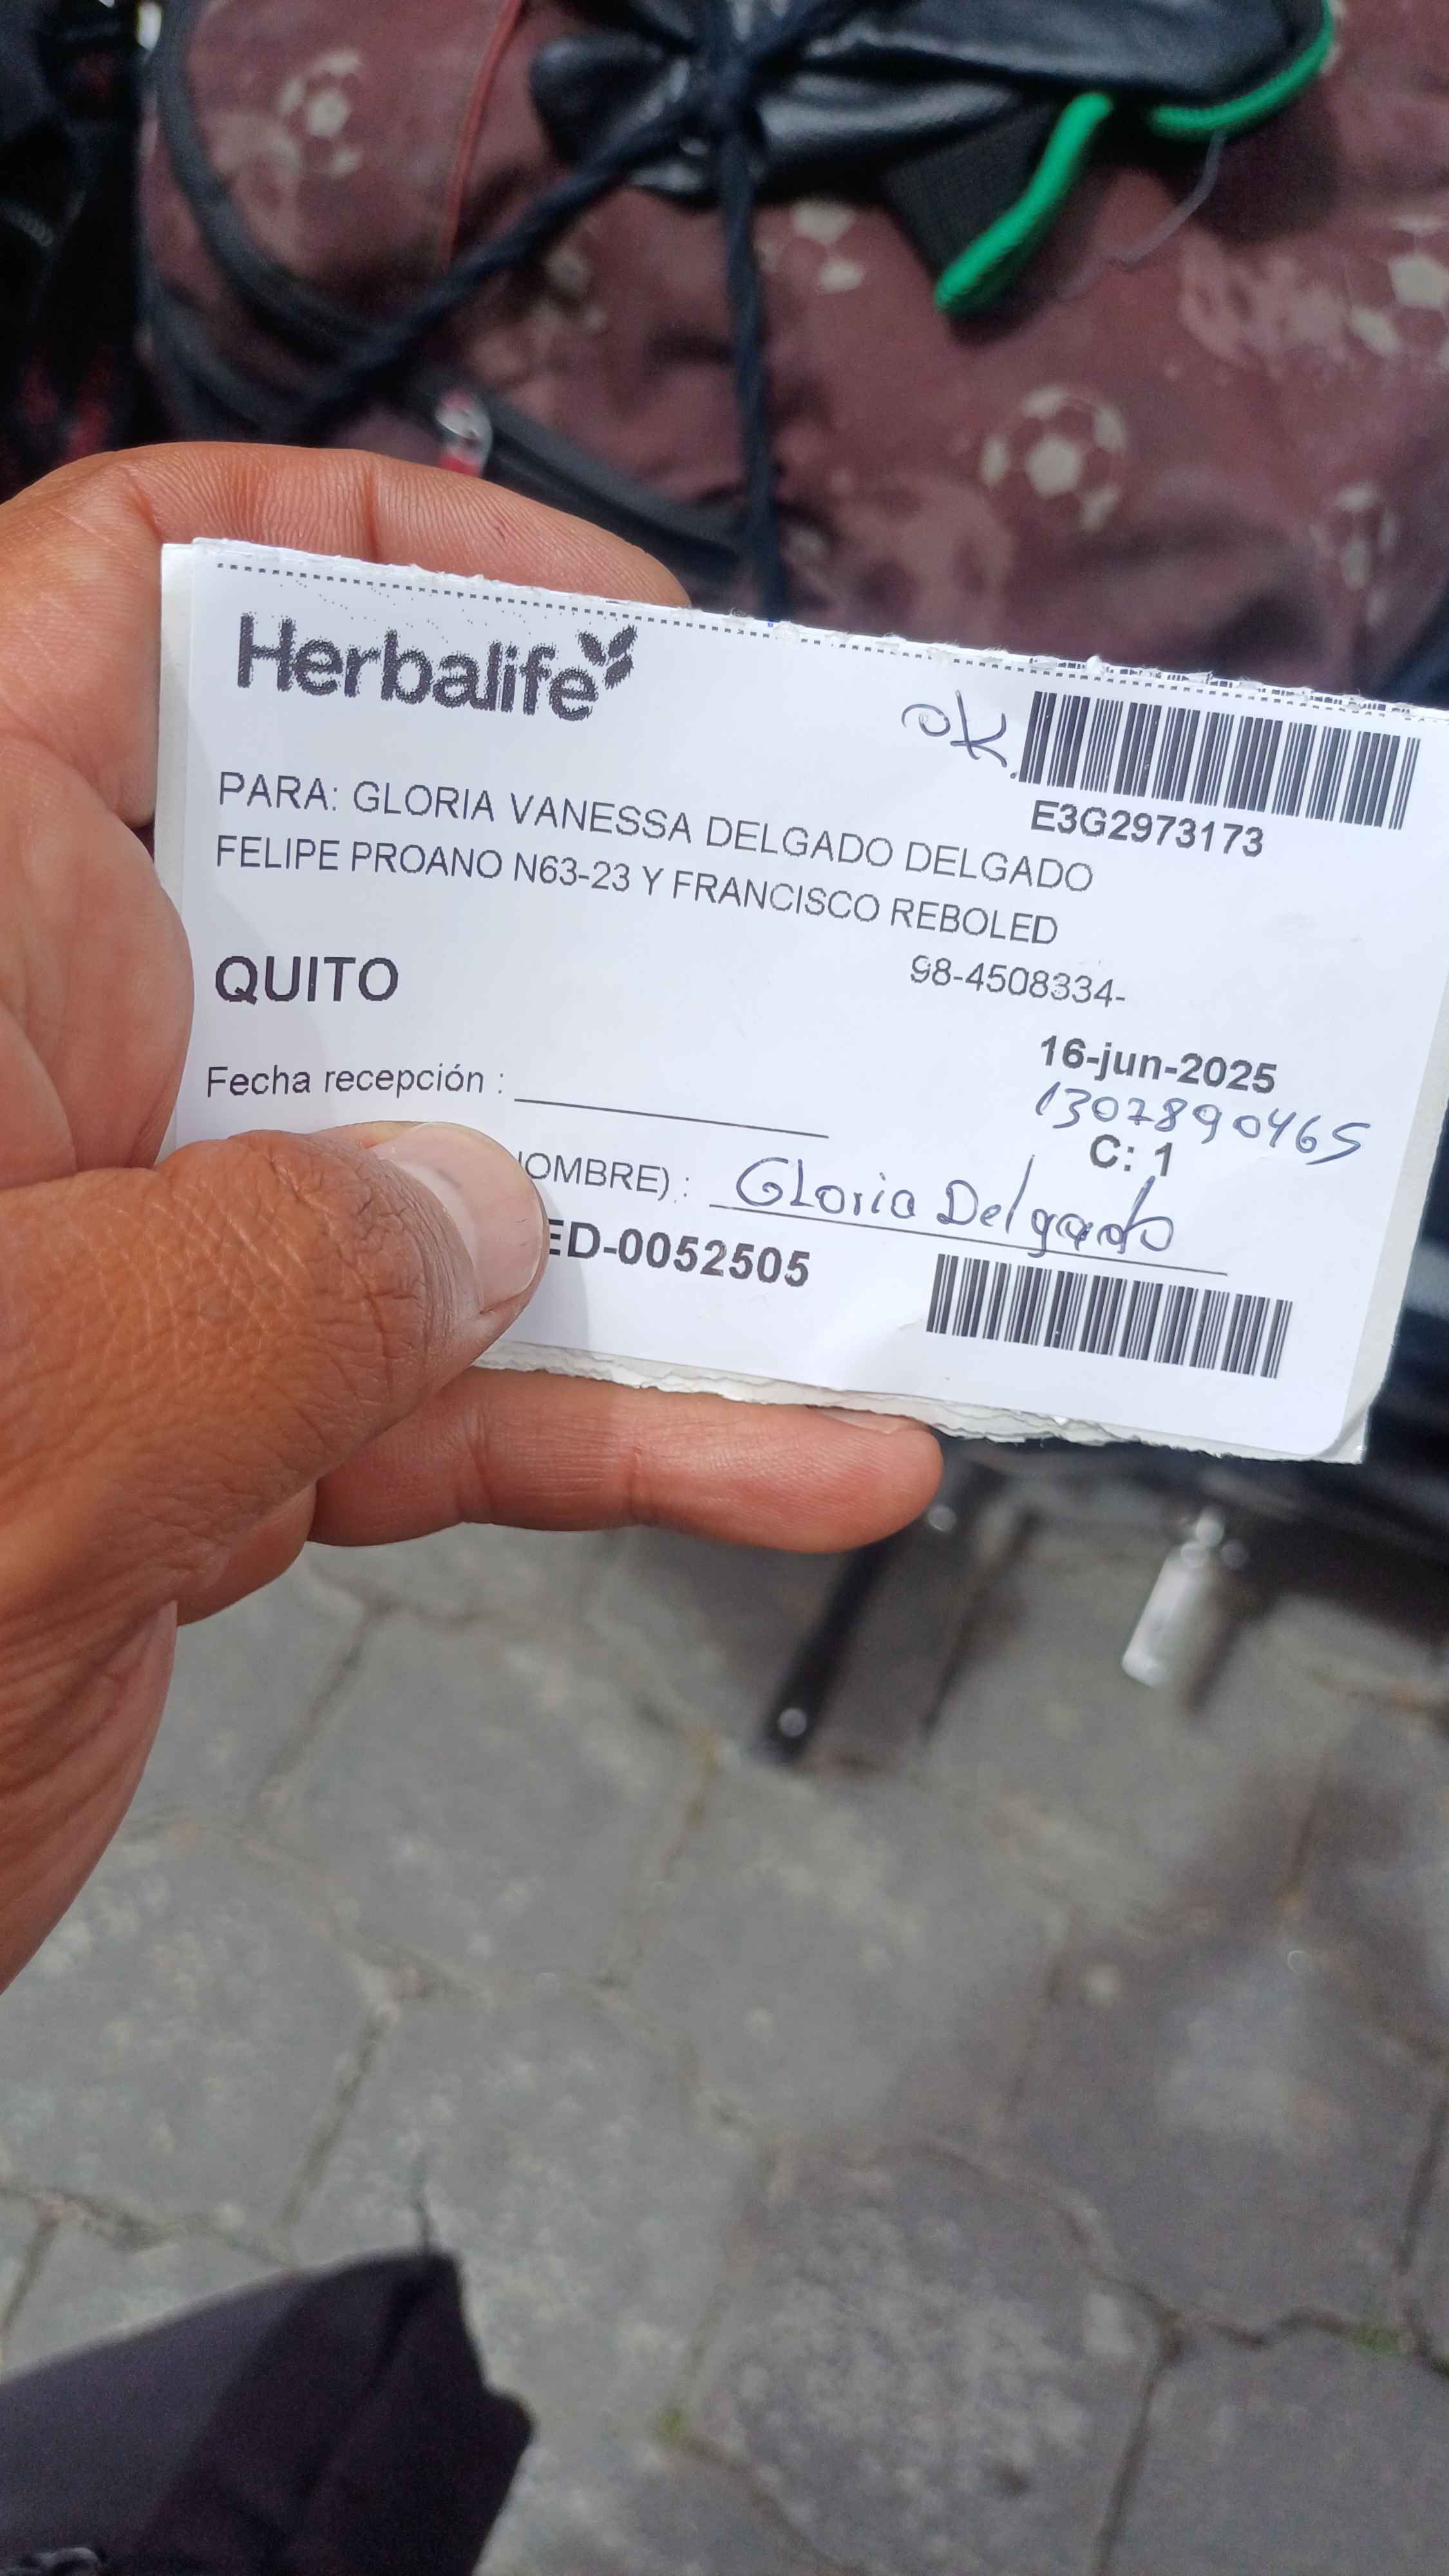 Herbalife
ok.
E3G2973173
PARA: GLORIA VANESSA DELGADO DELGADO
FELIPE PROANO N63-23 Y FRANCISCO REBOLED
QUITO
98-4508334-
16-jun-2025
Fecha recepción :
1307890465
C: 1
OMBRE) : Gloria Delgado
ED-0052505